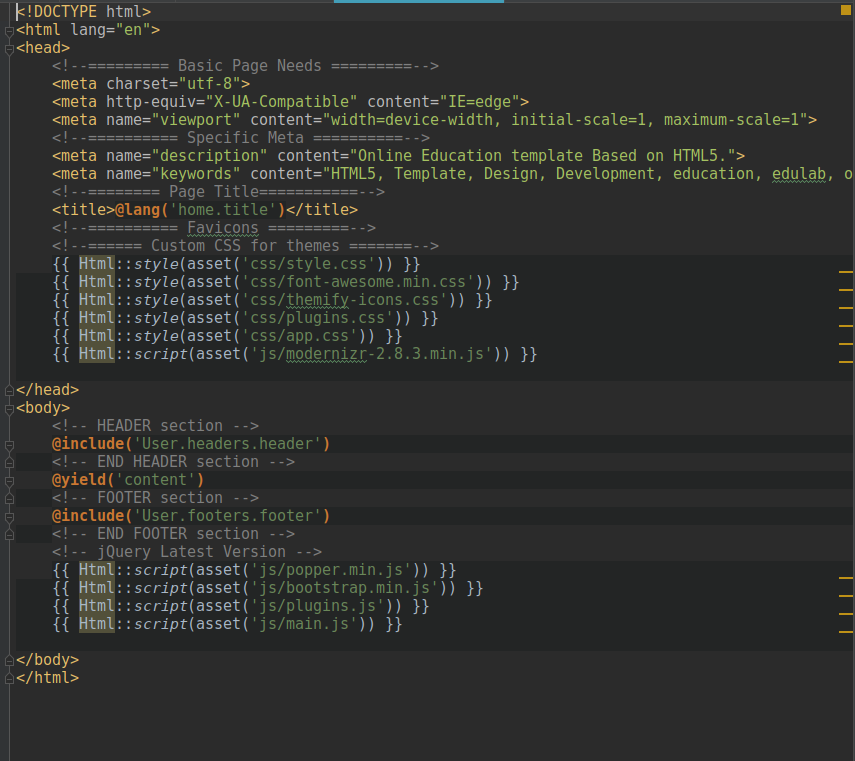 <!DOCTYPE html>
<html lang="en">
<head>
    <!--========= Basic Page Needs =========-->
    <meta charset="utf-8">
    <meta http-equiv="X-UA-Compatible" content="IE=edge">
    <meta name="viewport" content="width=device-width, initial-scale=1, maximum-scale=1">
    <!--========== Specific Meta ==========-->
    <meta name="description" content="Online Education template Based on HTML5.">
    <meta name="keywords" content="HTML5, Template, Design, Development, education, edulab, o
    <!--======== Page Title===========-->
    <title>@lang('home.title')</title>
    <!--========== Favicons =========-->
    <!--====== Custom CSS for themes =======-->
    {{ Html::style(asset('css/style.css')) }}
    {{ Html::style(asset('css/font-awesome.min.css')) }}
    {{ Html::style(asset('css/themify-icons.css')) }}
    {{ Html::style(asset('css/plugins.css')) }}
    {{ Html::style(asset('css/app.css')) }}
    {{ Html::script(asset('js/modernizr-2.8.3.min.js')) }}
</head>
<body>
    <!-- HEADER section -->
    @include('User.headers.header')
    <!-- END HEADER section -->
    @yield('content')
    <!-- FOOTER section -->
    @include('User.footers.footer')
    <!-- END FOOTER section -->
    <!-- jQuery Latest Version -->
    {{ Html::script(asset('js/popper.min.js')) }}
    {{ Html::script(asset('js/bootstrap.min.js')) }}
    {{ Html::script(asset('js/plugins.js')) }}
    {{ Html::script(asset('js/main.js')) }}
</body>
</html>